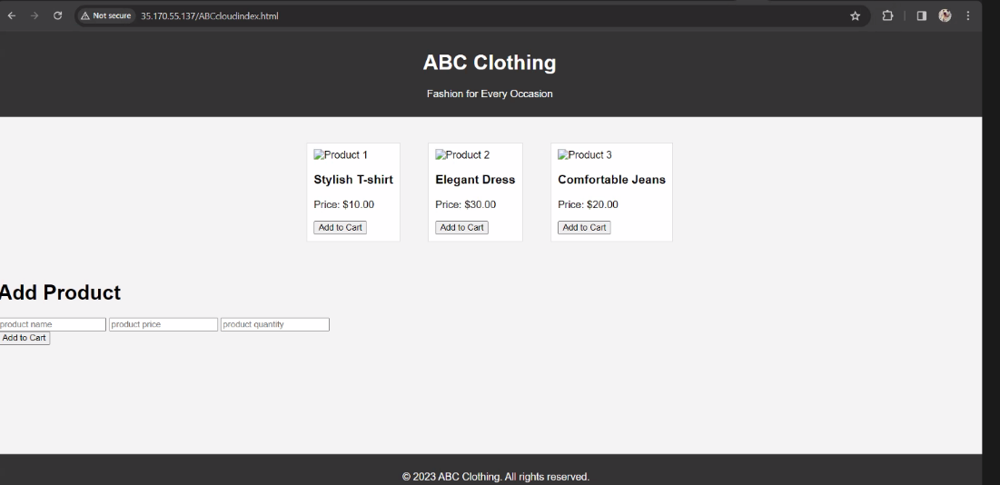 Not secure 35.170.55.137/ABCcloudindex.html
ABC Clothing
Fashion for Every Occasion
Product 1 Product 2 Product 3
Stylish T-shirt Elegant Dress Comfortable Jeans
Price: $10.00 Price: $30.00 Price: $20.00
Add to Cart Add to Cart Add to Cart
Add Product
product name product price product quantity
Add to Cart
© 2023 ABC Clothing. All rights reserved.